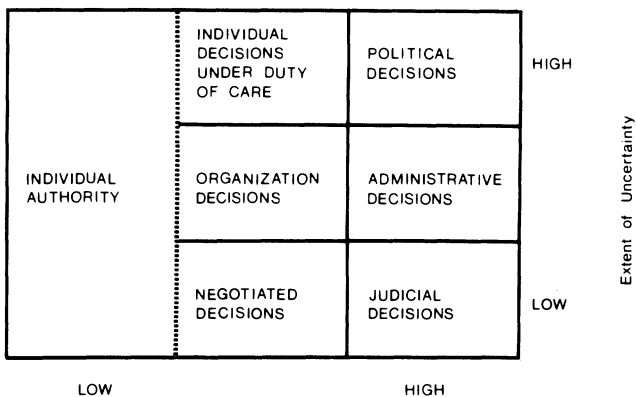 INDIVIDUAL
DECISIONS
UNDER DUTY
OF CARE
POLITICAL
DECISIONS
HIGH
INDIVIDUAL
AUTHORITY
ORGANIZATION
DECISIONS
ADMINISTRATIVE
DECISIONS
Extent of Uncertainty
NEGOTIATED
DECISIONS
JUDICIAL
DECISIONS
LOW
LOW
HIGH